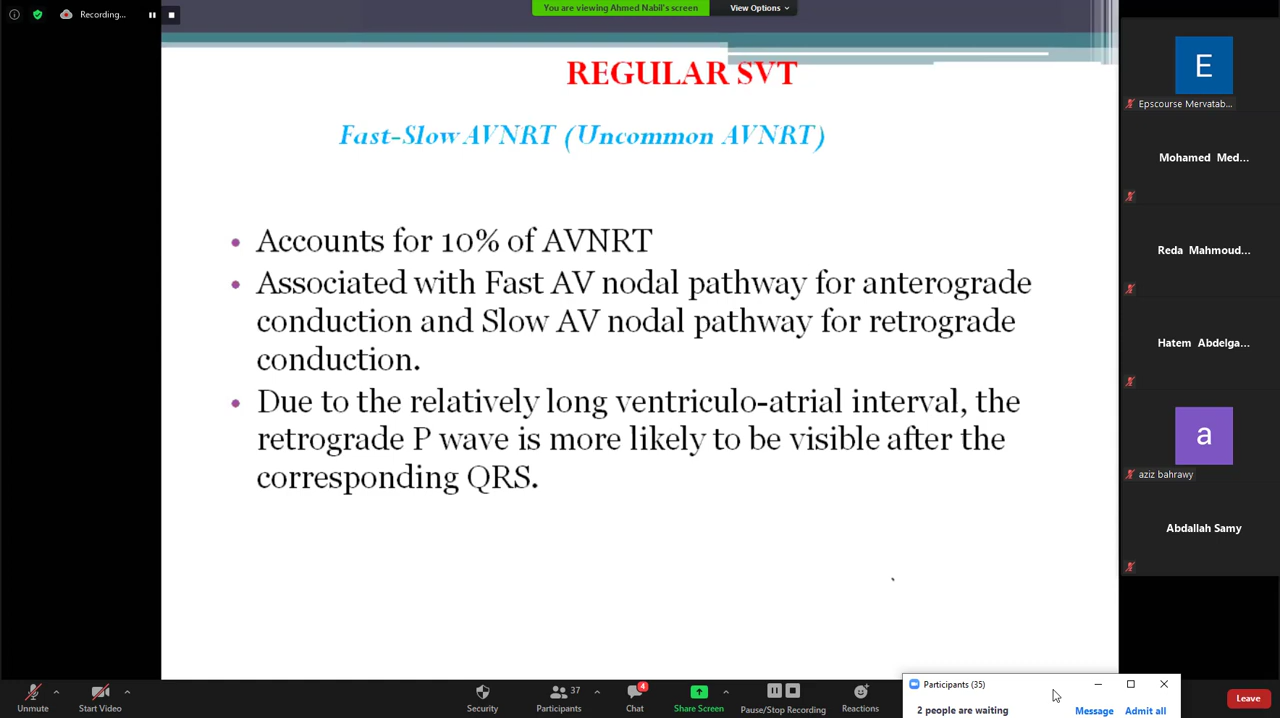 Recording...
You are viewing Ahmed Nabil's screen
View Options
REGULAR SVT
Fast-Slow AVNRT (Uncommon AVNRT)
• Accounts for 10% of AVNRT
• Associated with Fast AV nodal pathway for anterograde
conduction and Slow AV nodal pathway for retrograde
conduction.
• Due to the relatively long ventriculo-atrial interval, the
retrograde P wave is more likely to be visible after the
corresponding QRS.
E
Epscourse Mervatab...
Mohamed Med...
Reda Mahmoud...
Hatem Abdelga...
a
aziz bahrawy
Abdallah Samy
Participants (35)
2 people are waiting
Message
Admit all
Unmute
Start Video
Security
37
Participants
4
Chat
Share Screen
Pause/Stop Recording
Reactions
Leave